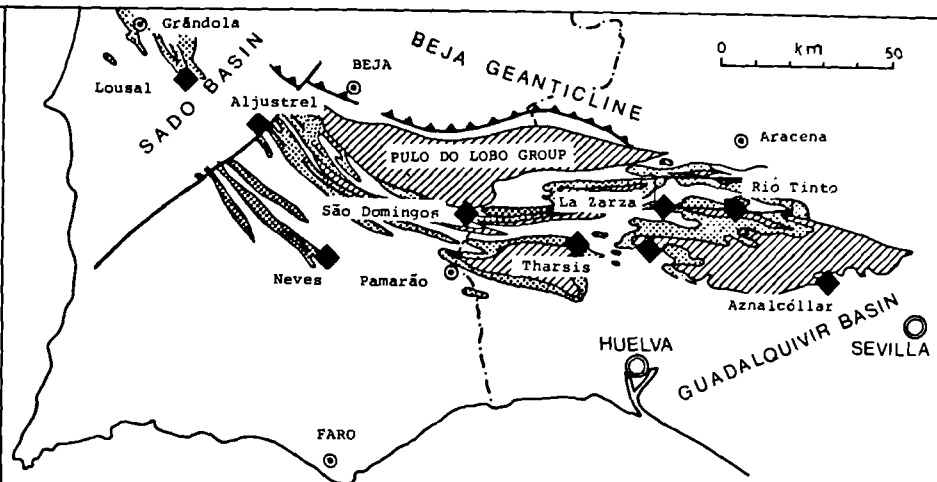 Grândola
Lousal
SADO BASIN
BEJA
BEJA GEANTICLINE
0 km 50
Aljustrel
Aracena
PULO DO LOBO GROUP
La Zarza
Rió Tinto
São Domingos
Neves
Pamarão
Tharsis
Aznalcóllar
GUADALQUIVIR BASIN
SEVILLA
HUELVA
FARO